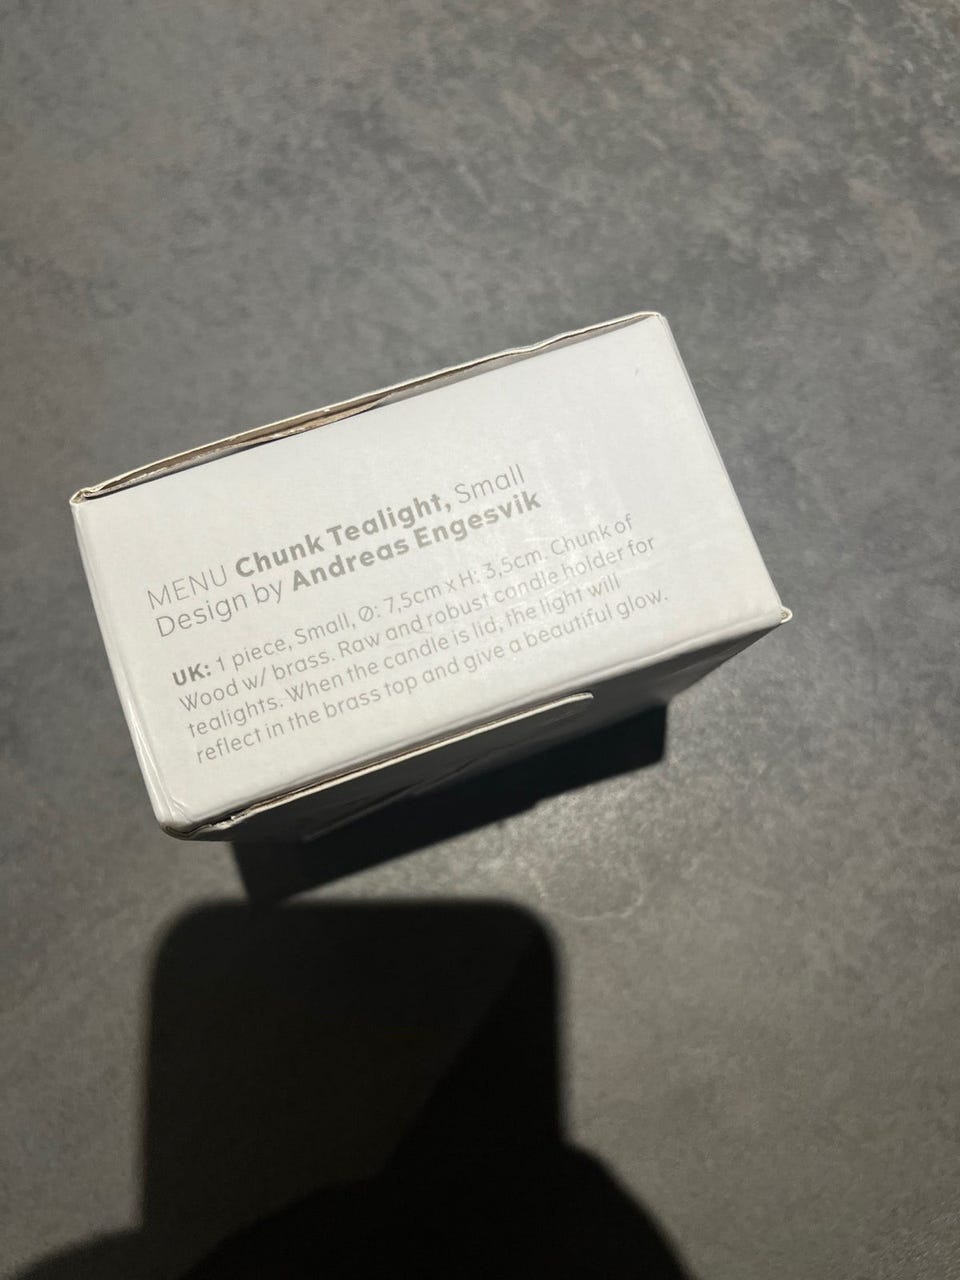 MENU Chunk Tealight, Small
Design by Andreas Engesvik
UK: 1 piece, Small, Ø: 7,5cm x H: 3,5cm. Chunk of
Wood w/ brass. Raw and robust candle holder for
tealights. When the candle is lid, the light will
reflect in the brass top and give a beautiful glow.